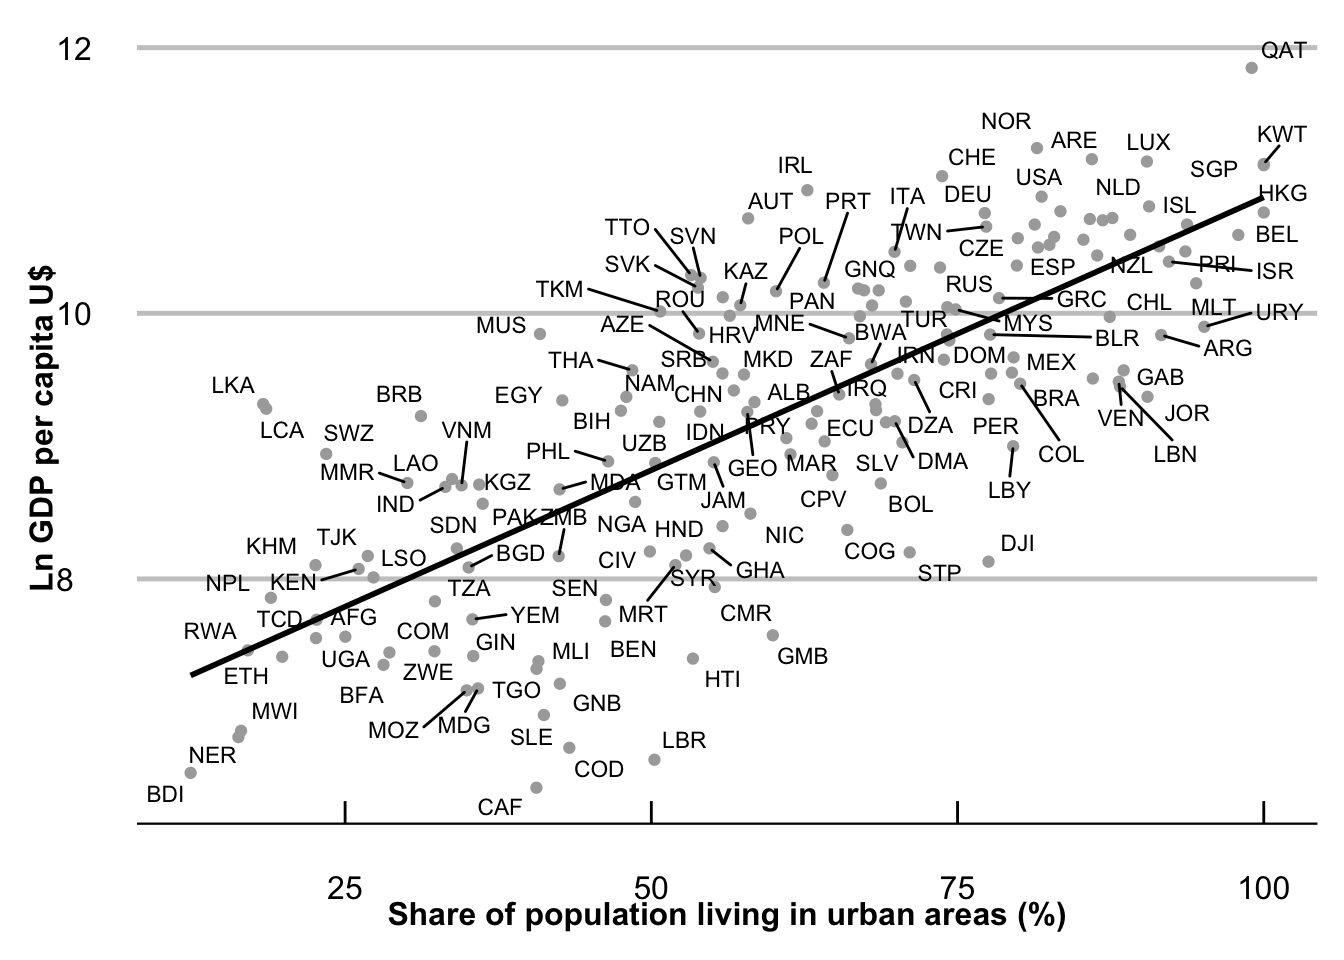 12
QAT
NOR
ARE
LUX
KWT
IRL
CHE
USA
SGP
AUT
PRT
ITA
DEU
NLD
HKG
TTO
SVN
POL
TWN
ISL
BEL
SVK
KAZ
GNQ
CZE
ESP
NZL
PRI
ISR
TKM
ROU
PAN
RUS
GRC
CHL
MLT
URY
10
MUS
AZE
HRV
MNE
BWA
TUR
MYS
BLR
ARG
THA
SRB
MKD
ZAF
IRN
DOM
MEX
GAB
LKA
BRB
EGY
NAM
CHN
ALB
IRQ
CRI
BRA
VEN
JOR
LCA
SWZ
VNM
BIH
IDN
PRY
ECU
DZA
PER
UZB
MMR
LAO
PHL
GEO
MAR
SLV
DMA
COL
LBN
IND
KGZ
MDA
GTM
JAM
CPV
BOL
LBY
SDN
PAK
ZMB
NGA
HND
NIC
KHM
TJK
LSO
BGD
CIV
GHA
COG
DJI
NPL
KEN
TZA
SEN
SYR
STP
8
RWA
TCD
AFG
COM
YEM
MRT
CMR
ETH
UGA
ZWE
GIN
MLI
BEN
GMB
BFA
TGO
HTI
MWI
MOZ
MDG
GNB
NER
SLE
LBR
BDI
COD
CAF
Ln GDP per capita U$
25
50
75
100
Share of population living in urban areas (%)